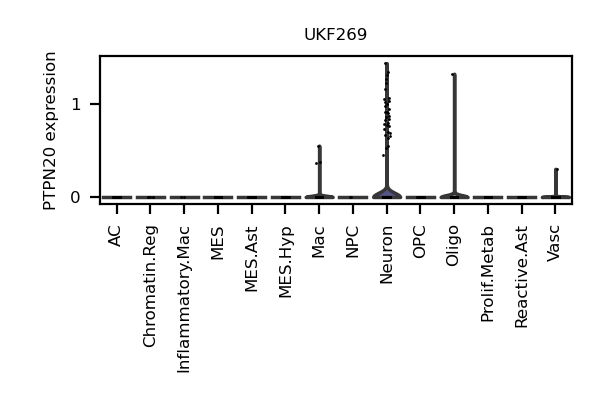 UKF269
PTPN20 expression
1
0
AC
Chromatin.Reg
Inflammatory.Mac
MES
MES.Ast
MES.Hyp
Mac
NPC
Neuron
OPC
Oligo
Prolif.Metab
Reactive.Ast
Vasc